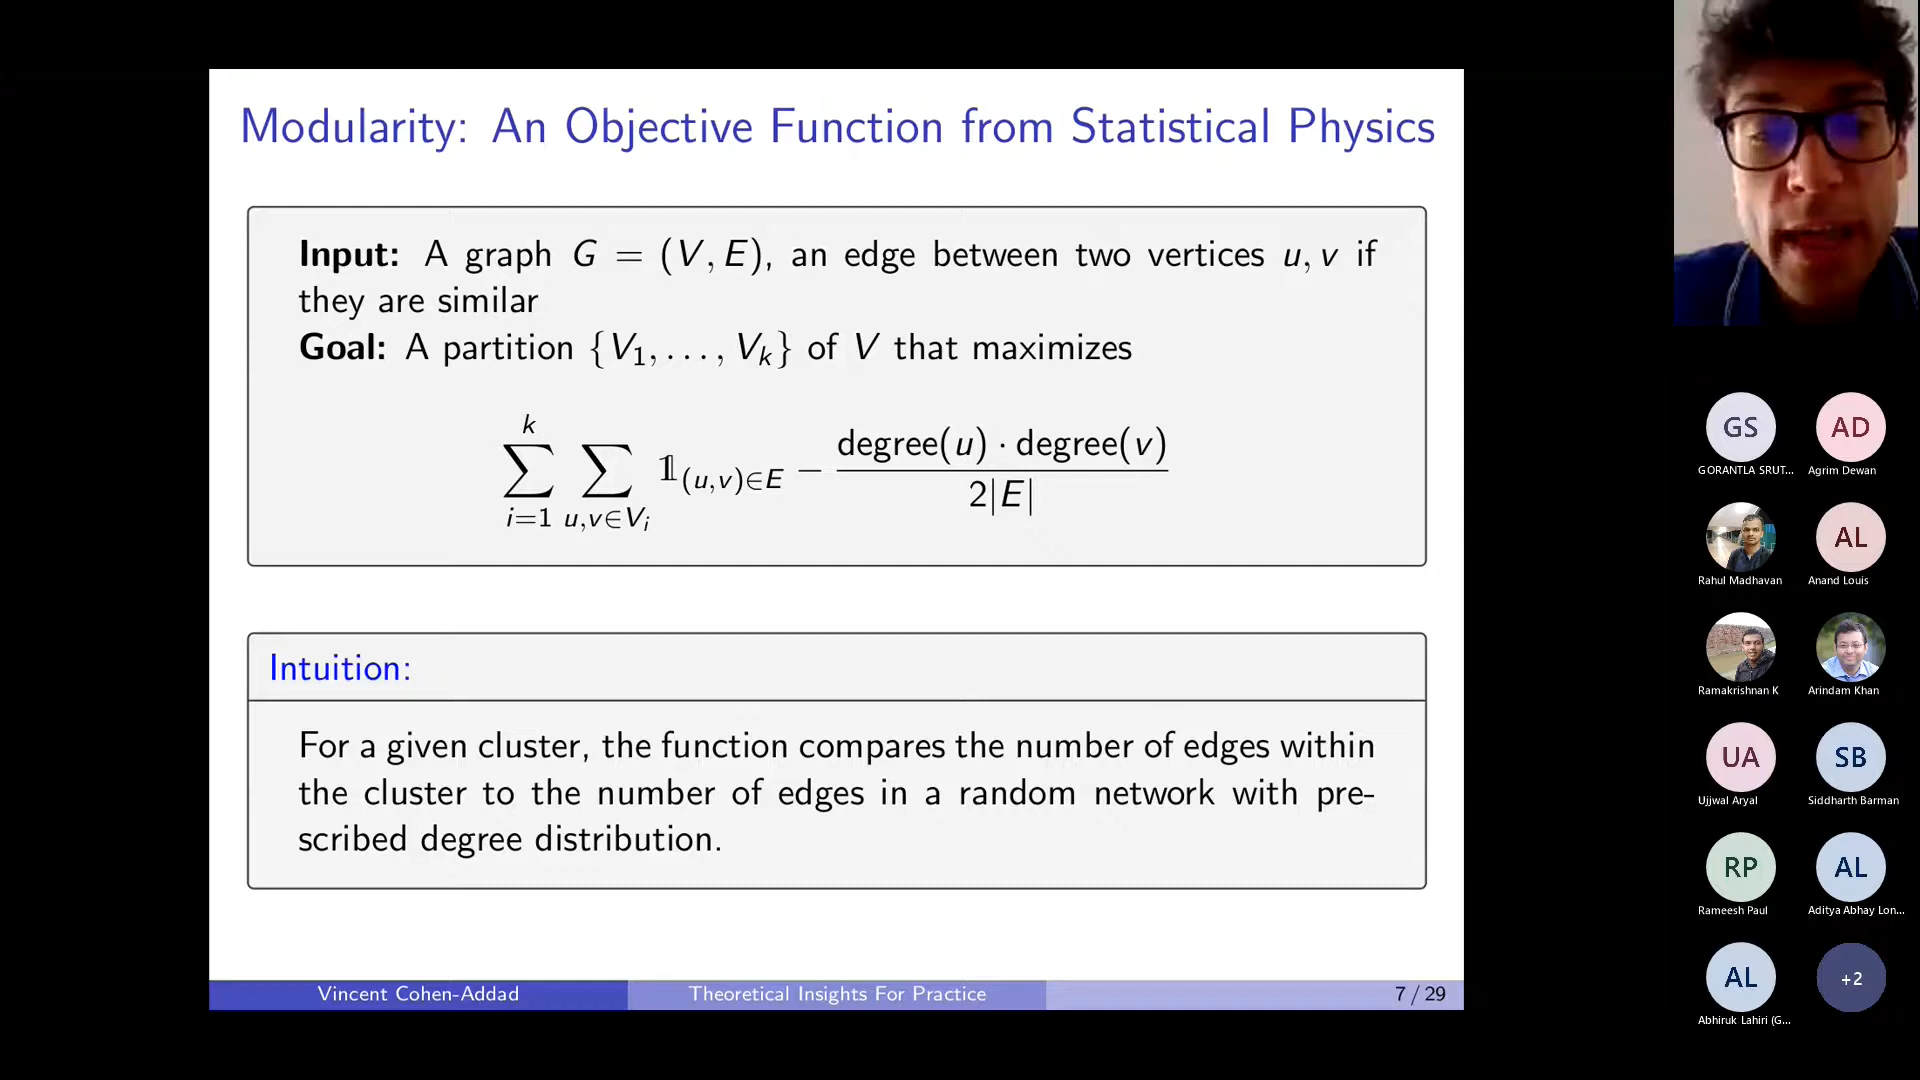 Modularity: An Objective Function from Statistical Physics
Input: A graph G = (V, E), an edge between two vertices u, v if
they are similar
Goal: A partition {V₁, . . . , Vₖ} of V that maximizes
k
∑ ∑ 𝟙(u,v)∈E − degree(u) · degree(v)
i=1 u,v∈Vᵢ 2|E|
Intuition:
For a given cluster, the function compares the number of edges within
the cluster to the number of edges in a random network with pre-
scribed degree distribution.
Vincent Cohen-Addad
Theoretical Insights For Practice
7 / 29
GS
GORANTLA SRUT...
AD
Agrim Dewan
Rahul Madhavan
AL
Anand Louis
Ramakrishnan K
Arindam Khan
UA
Ujjwal Aryal
SB
Siddharth Barman
RP
Rameesh Paul
AL
Aditya Abhay Lon...
AL
Abhiruk Lahiri (G...
+2